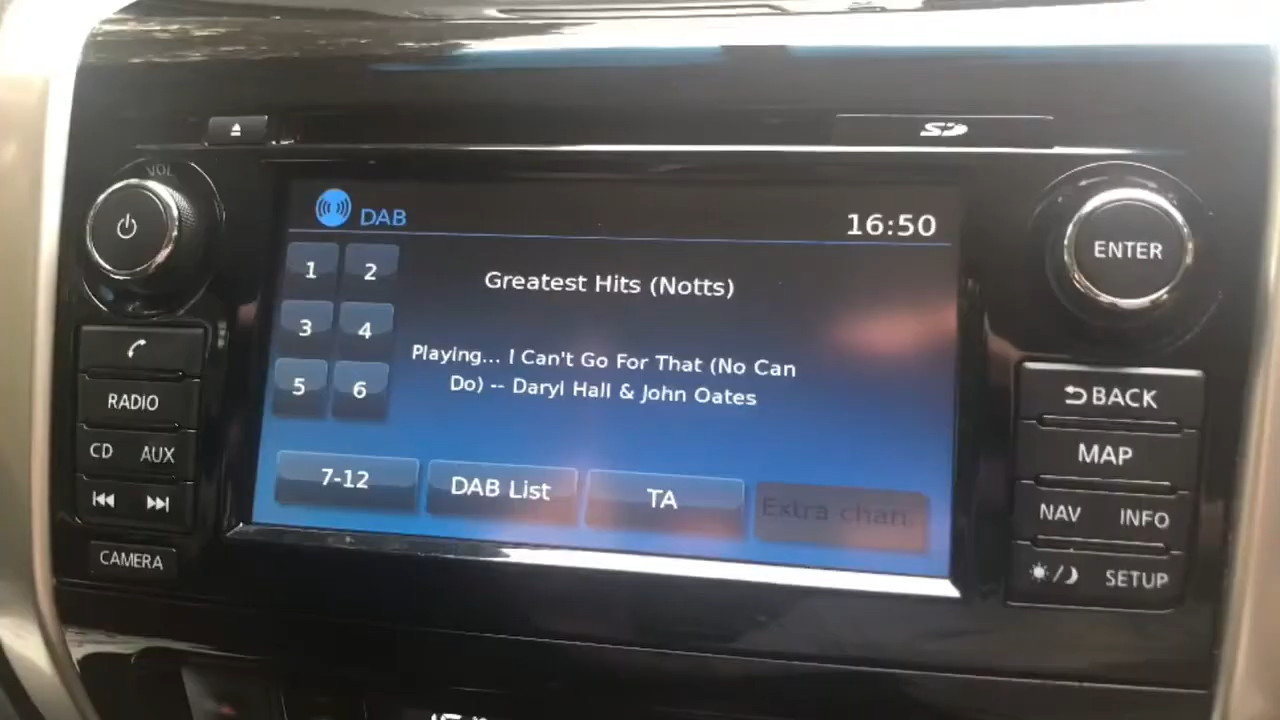 VOL
SD
DAB
16:50
ENTER
1 2
Greatest Hits (Notts)
3 4
Playing... I Can't Go For That (No Can
Do) -- Daryl Hall & John Oates
5 6
7-12
DAB List
TA
Extra chan.
RADIO
CD AUX
CAMERA
BACK
MAP
NAV INFO
SETUP